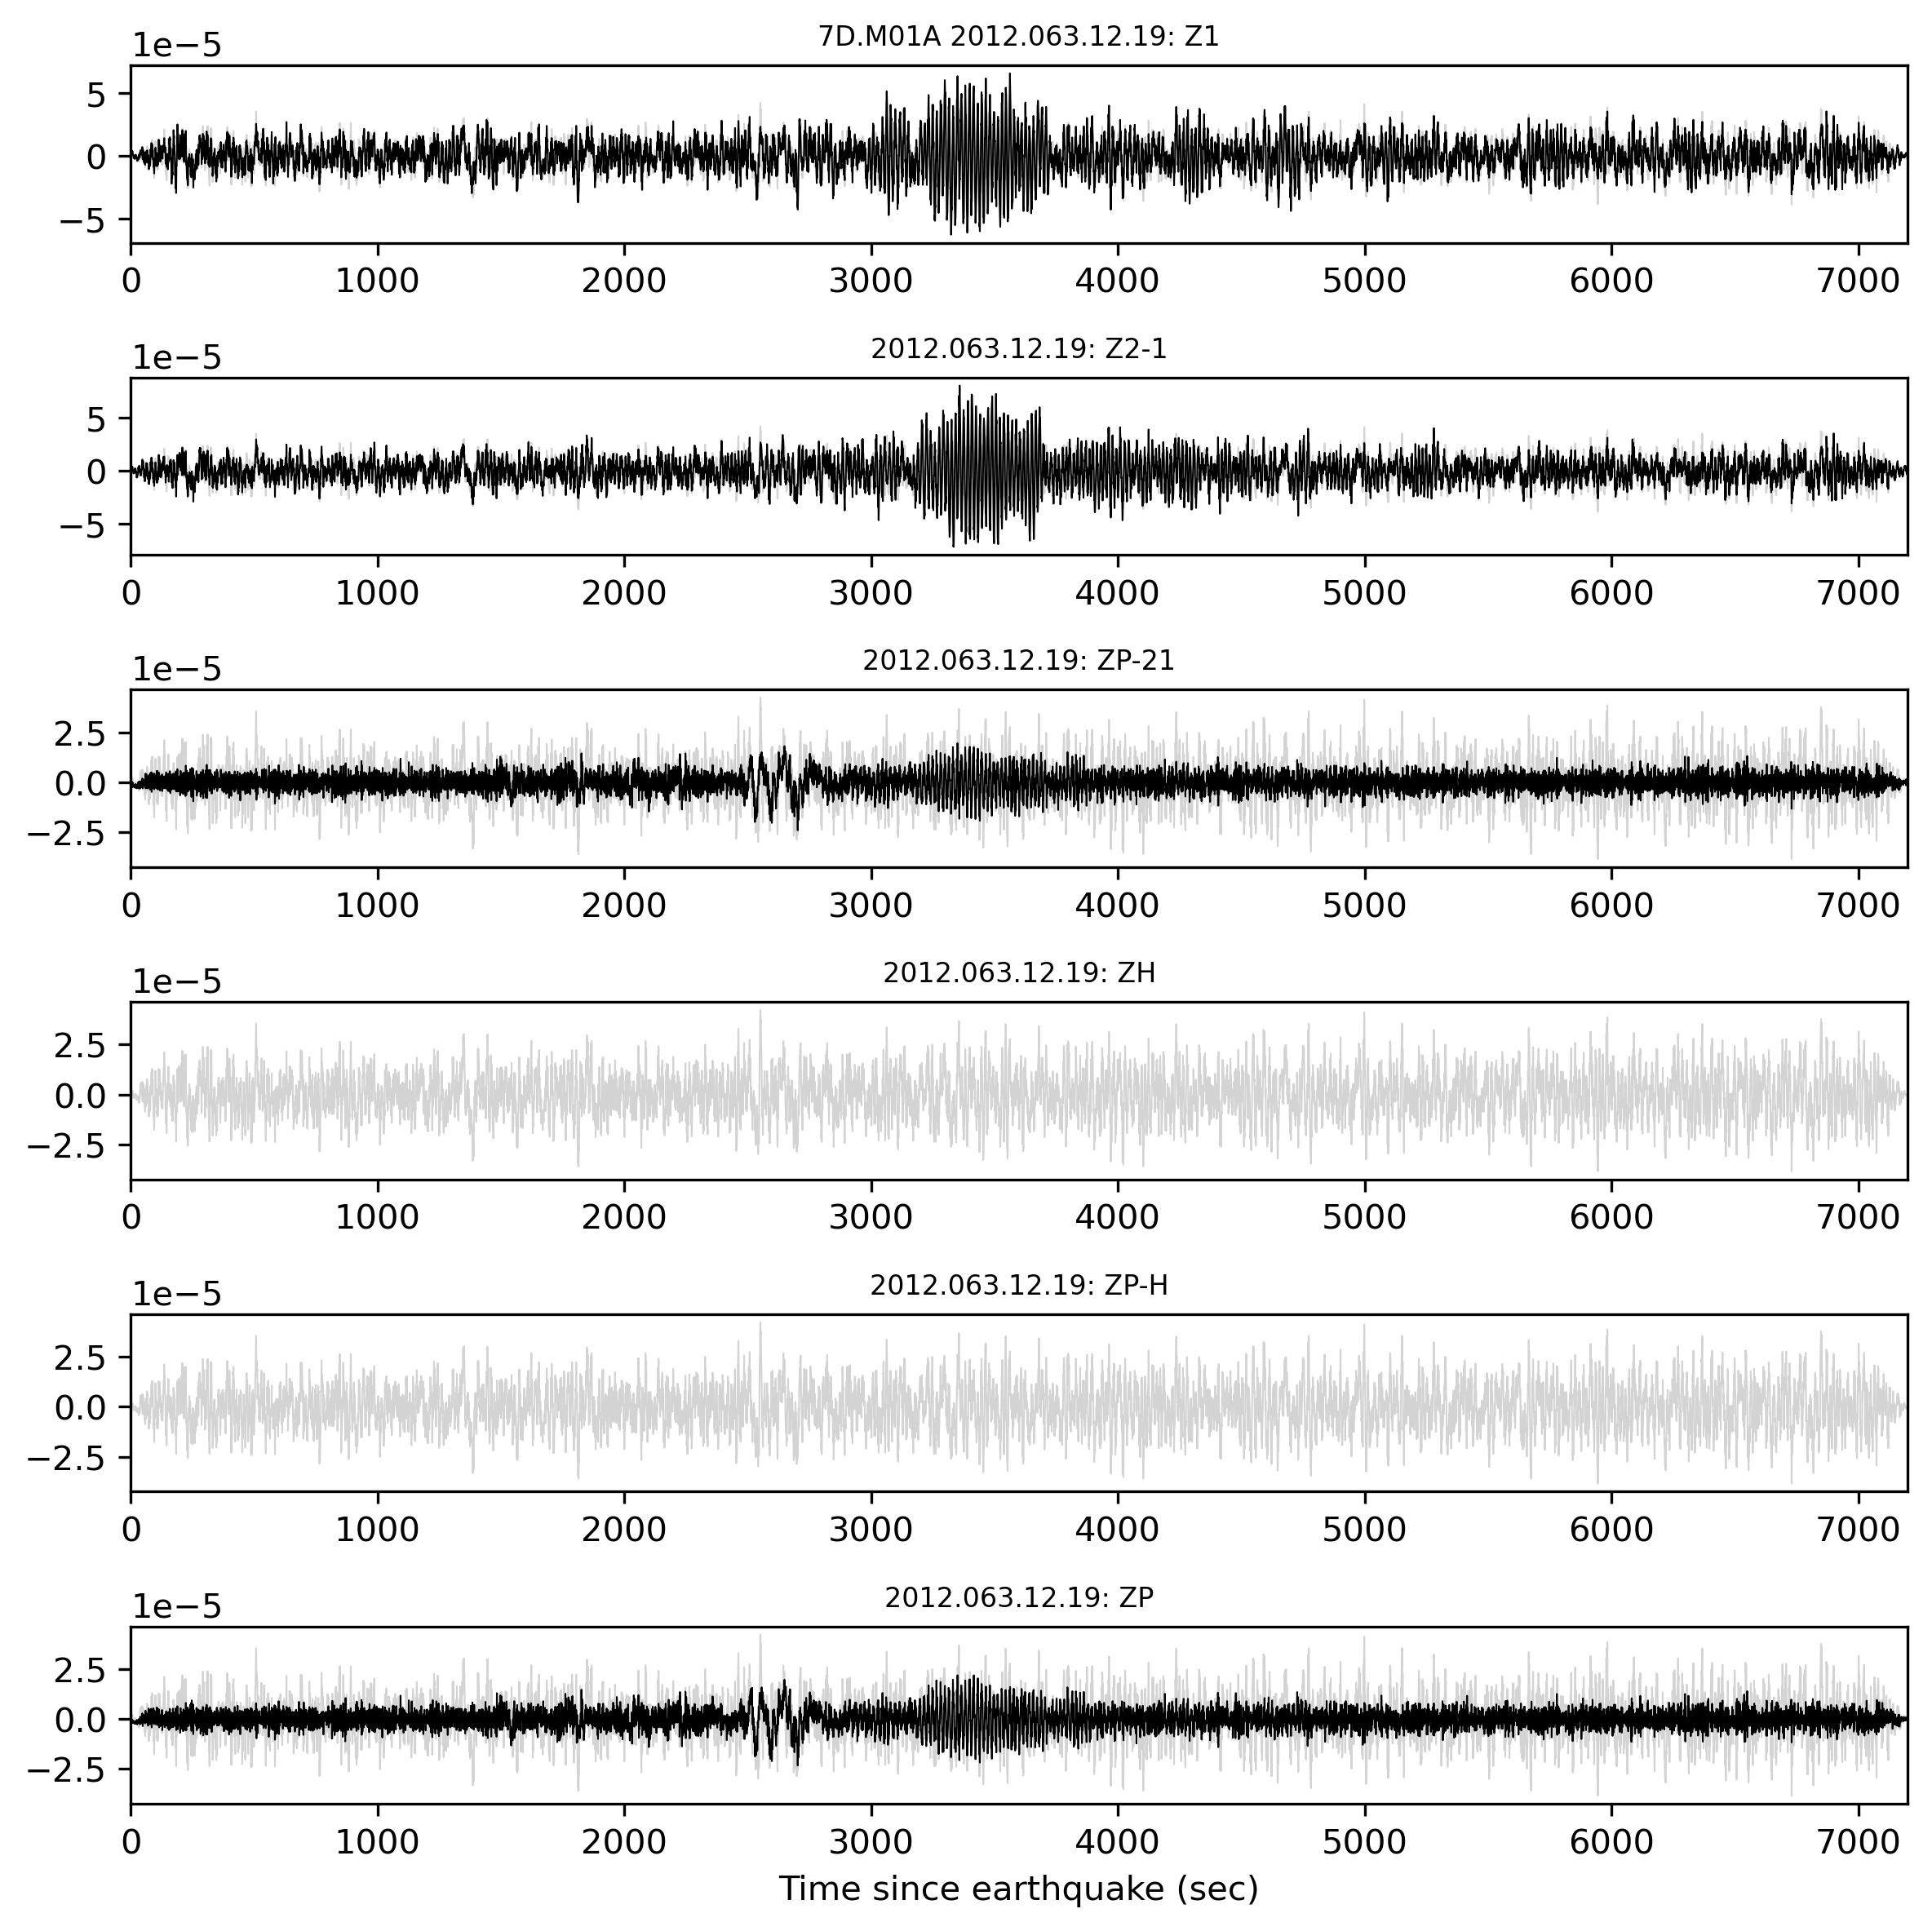 7D.M01A 2012.063.12.19: Z1
1e−5
5
0
−5
0 1000 2000 3000 4000 5000 6000 7000
2012.063.12.19: Z2-1
1e−5
5
0
−5
0 1000 2000 3000 4000 5000 6000 7000
2012.063.12.19: ZP-21
1e−5
2.5
0.0
−2.5
0 1000 2000 3000 4000 5000 6000 7000
2012.063.12.19: ZH
1e−5
2.5
0.0
−2.5
0 1000 2000 3000 4000 5000 6000 7000
2012.063.12.19: ZP-H
1e−5
2.5
0.0
−2.5
0 1000 2000 3000 4000 5000 6000 7000
2012.063.12.19: ZP
1e−5
2.5
0.0
−2.5
0 1000 2000 3000 4000 5000 6000 7000
Time since earthquake (sec)